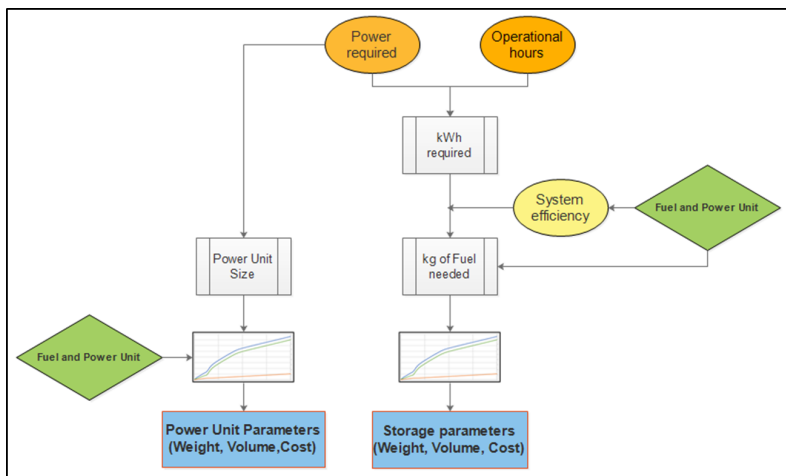 Power
required
Operational
hours
kWh
required
System
efficiency
Fuel and Power Unit
Power Unit
Size
kg of Fuel
needed
Fuel and Power Unit
Power Unit Parameters
(Weight, Volume,Cost)
Storage parameters
(Weight, Volume, Cost)